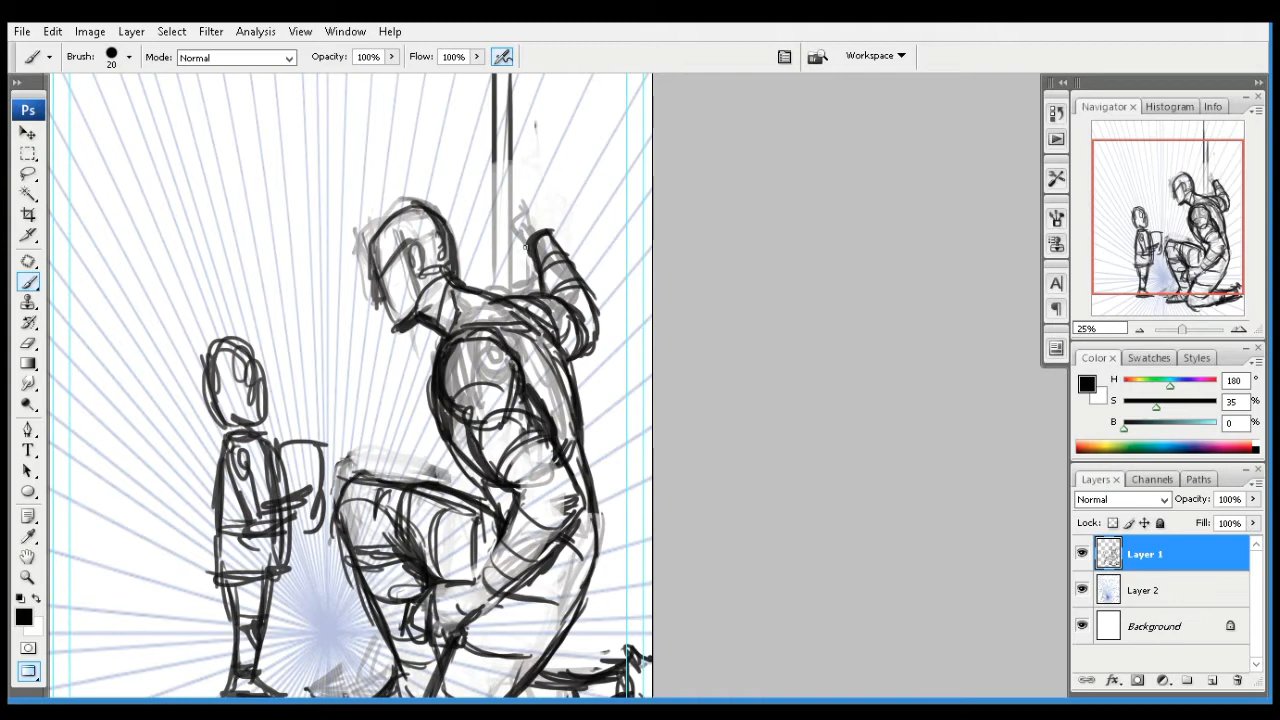 File Edit Image Layer Select Filter Analysis View Window Help
Brush: 20 Mode: Normal Opacity: 100% Flow: 100% Workspace
Ps
Navigator Histogram Info
25%
Color Swatches Styles
H 180 °
S 35 %
B 0 %
Layers Channels Paths
Normal Opacity: 100%
Lock: Fill: 100%
Layer 1
Layer 2
Background